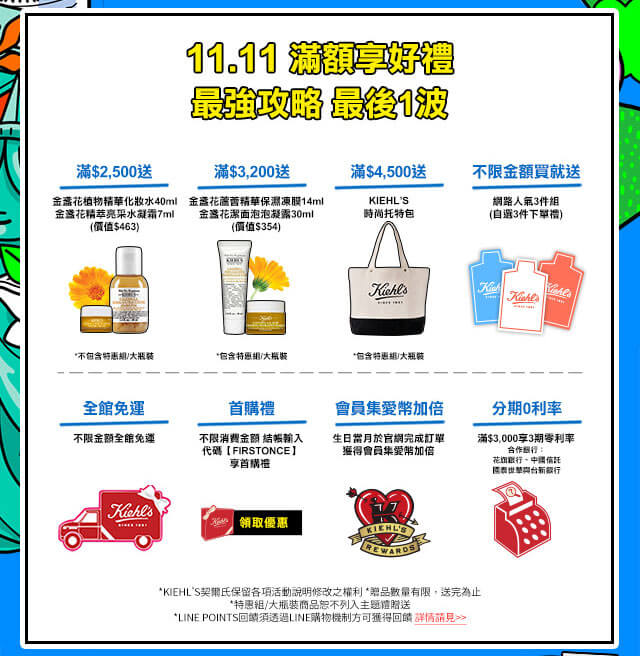 11.11 滿額享好禮
最強攻略 最後1波
滿$2,500送
金盞花植物精華化妝水40ml
金盞花精萃亮采水凝霜7ml
(價值$463)
*不包含特惠組/大瓶裝
滿$3,200送
金盞花蘆薈精華保濕凍膜14ml
金盞花潔面泡泡凝露30ml
(價值$354)
KIEHL'S
*包含特惠組/大瓶裝
滿$4,500送
KIEHL'S
時尚托特包
Kiehl's
SINCE 1851
*包含特惠組/大瓶裝
不限金額買就送
網路人氣3件組
(自選3件下單禮)
Kiehl's
SINCE 1851
全館免運
不限金額全館免運
Kiehl's
SINCE 1851
首購禮
不限消費金額 結帳輸入
代碼【FIRSTONCE】
享首購禮
Kiehl's
領取優惠
會員集愛幣加倍
生日當月於官網完成訂單
獲得會員集愛幣加倍
K
KIEHL'S
REWARDS
分期0利率
滿$3,000享3期零利率
合作銀行：
花旗銀行、中國信託
國泰世華與台新銀行
*KIEHL'S契爾氏保留各項活動說明修改之權利 *贈品數量有限，送完為止
*特惠組/大瓶裝商品恕不列入主題禮贈送
*LINE POINTS回饋須透過LINE購物機制方可獲得回饋 詳情請見>>